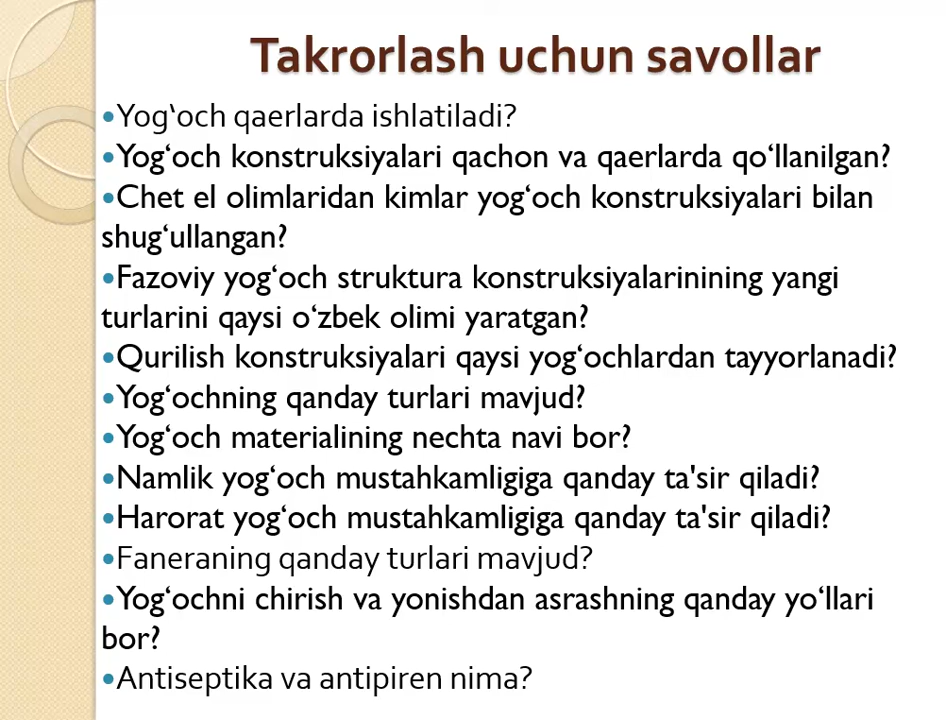 Takrorlash uchun savollar
•Yog‘och qaerlarda ishlatiladi?
•Yog‘och konstruksiyalari qachon va qaerlarda qo‘llanilgan?
•Chet el olimlaridan kimlar yog‘och konstruksiyalari bilan
shug‘ullangan?
•Fazoviy yog‘och struktura konstruksiyalarinining yangi
turlarini qaysi o‘zbek olimi yaratgan?
•Qurilish konstruksiyalari qaysi yog‘ochlardan tayyorlanadi?
•Yog‘ochning qanday turlari mavjud?
•Yog‘och materialining nechta navi bor?
•Namlik yog‘och mustahkamligiga qanday ta'sir qiladi?
•Harorat yog‘och mustahkamligiga qanday ta'sir qiladi?
•Faneraning qanday turlari mavjud?
•Yog‘ochni chirish va yonishdan asrashning qanday yo‘llari
bor?
•Antiseptika va antipiren nima?